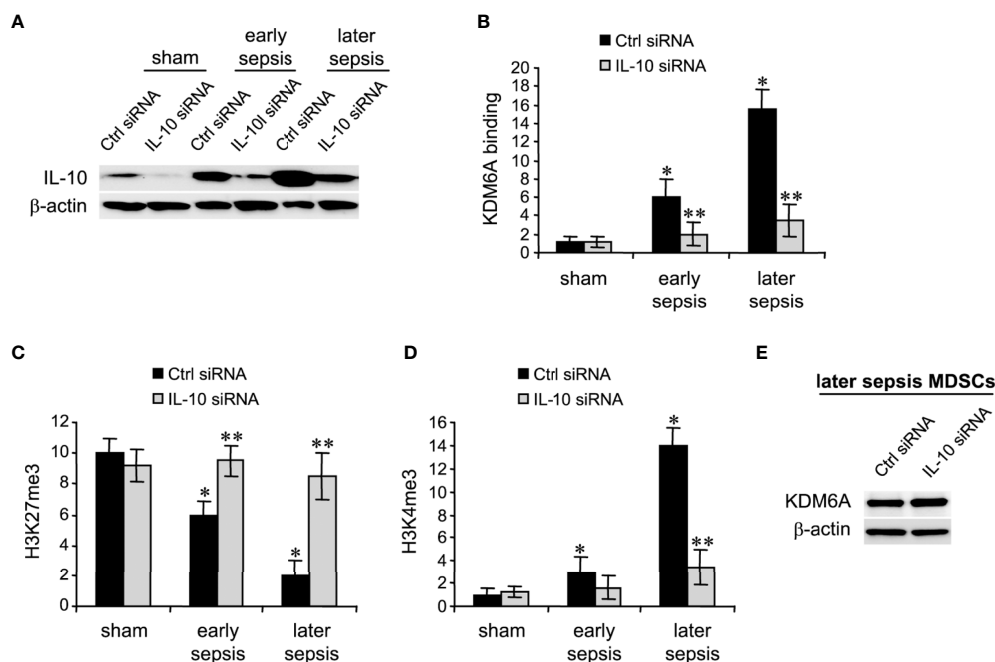 A
sham
early
sepsis
later
sepsis
Ctrl siRNA
IL-10 siRNA
Ctrl siRNA
IL-10I siRNA
Ctrl siRNA
IL-10 siRNA
IL-10
β-actin
B
Ctrl siRNA
IL-10 siRNA
KDM6A binding
20
18
16
14
12
10
8
6
4
2
0
*
**
*
**
sham
early
sepsis
later
sepsis
C
Ctrl siRNA
IL-10 siRNA
H3K27me3
12
10
8
6
4
2
0
*
**
*
**
sham
early
sepsis
later
sepsis
D
Ctrl siRNA
IL-10 siRNA
H3K4me3
16
14
12
10
8
6
4
2
0
*
*
**
sham
early
sepsis
later
sepsis
E
later sepsis MDSCs
Ctrl siRNA
IL-10 siRNA
KDM6A
β-actin